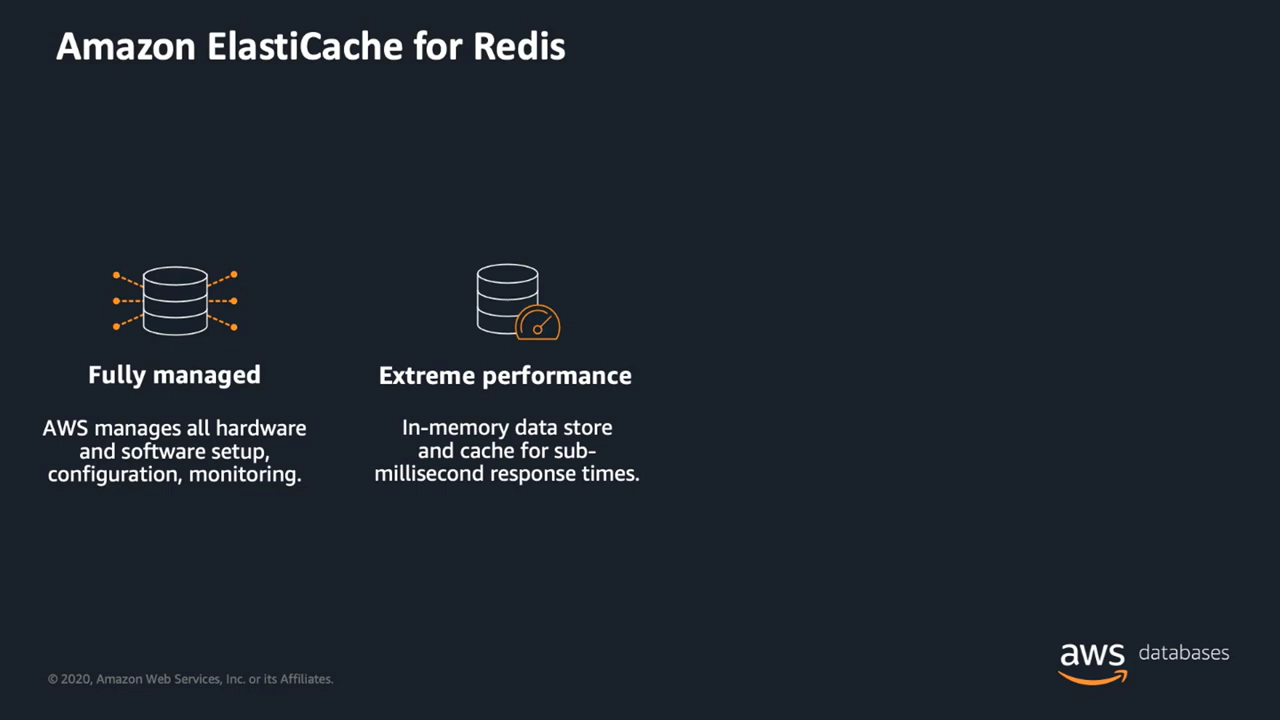 Amazon ElastiCache for Redis
Fully managed
AWS manages all hardware
and software setup,
configuration, monitoring.
Extreme performance
In-memory data store
and cache for sub-
millisecond response times.
aws databases
© 2020, Amazon Web Services, Inc. or its Affiliates.